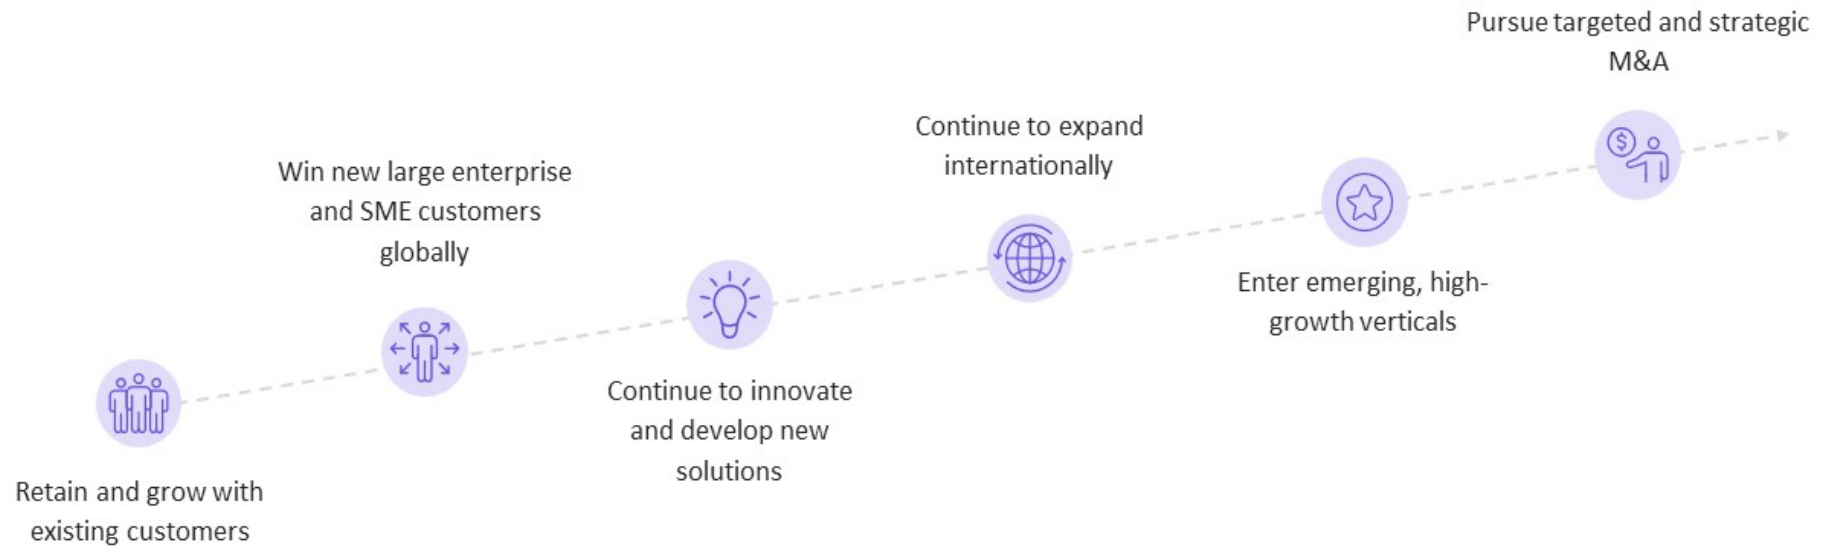 Retain and grow with
existing customers
Win new large enterprise
and SME customers
globally
Continue to innovate
and develop new
solutions
Continue to expand
internationally
Enter emerging, high-
growth verticals
Pursue targeted and strategic
M&A
$